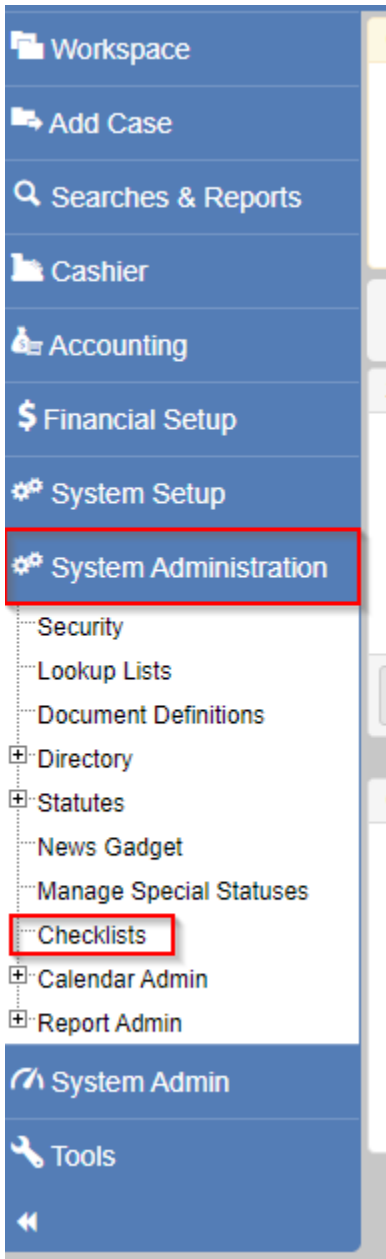 Workspace
Add Case
Searches & Reports
Cashier
Accounting
$ Financial Setup
System Setup
System Administration
Security
Lookup Lists
Document Definitions
Directory
Statutes
News Gadget
Manage Special Statuses
Checklists
Calendar Admin
Report Admin
System Admin
Tools